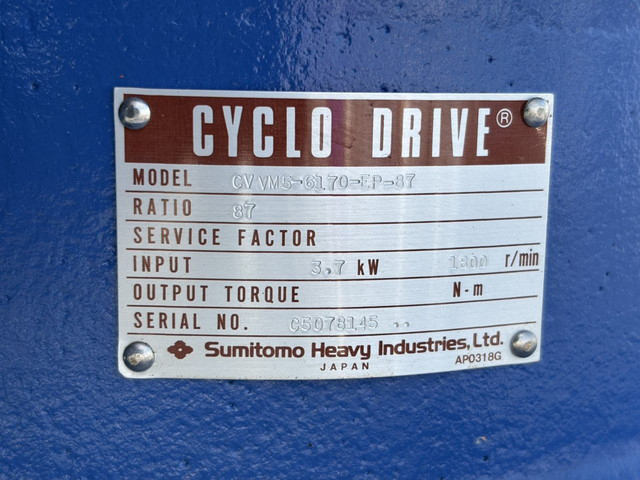 CYCLO DRIVE®
MODEL CVVM5-6170-EP-87
RATIO 87
SERVICE FACTOR
INPUT 3.7 kW 1800 r/min
OUTPUT TORQUE N-m
SERIAL NO. C5078145 ..
Sumitomo Heavy Industries, Ltd.
JAPAN AP0318G